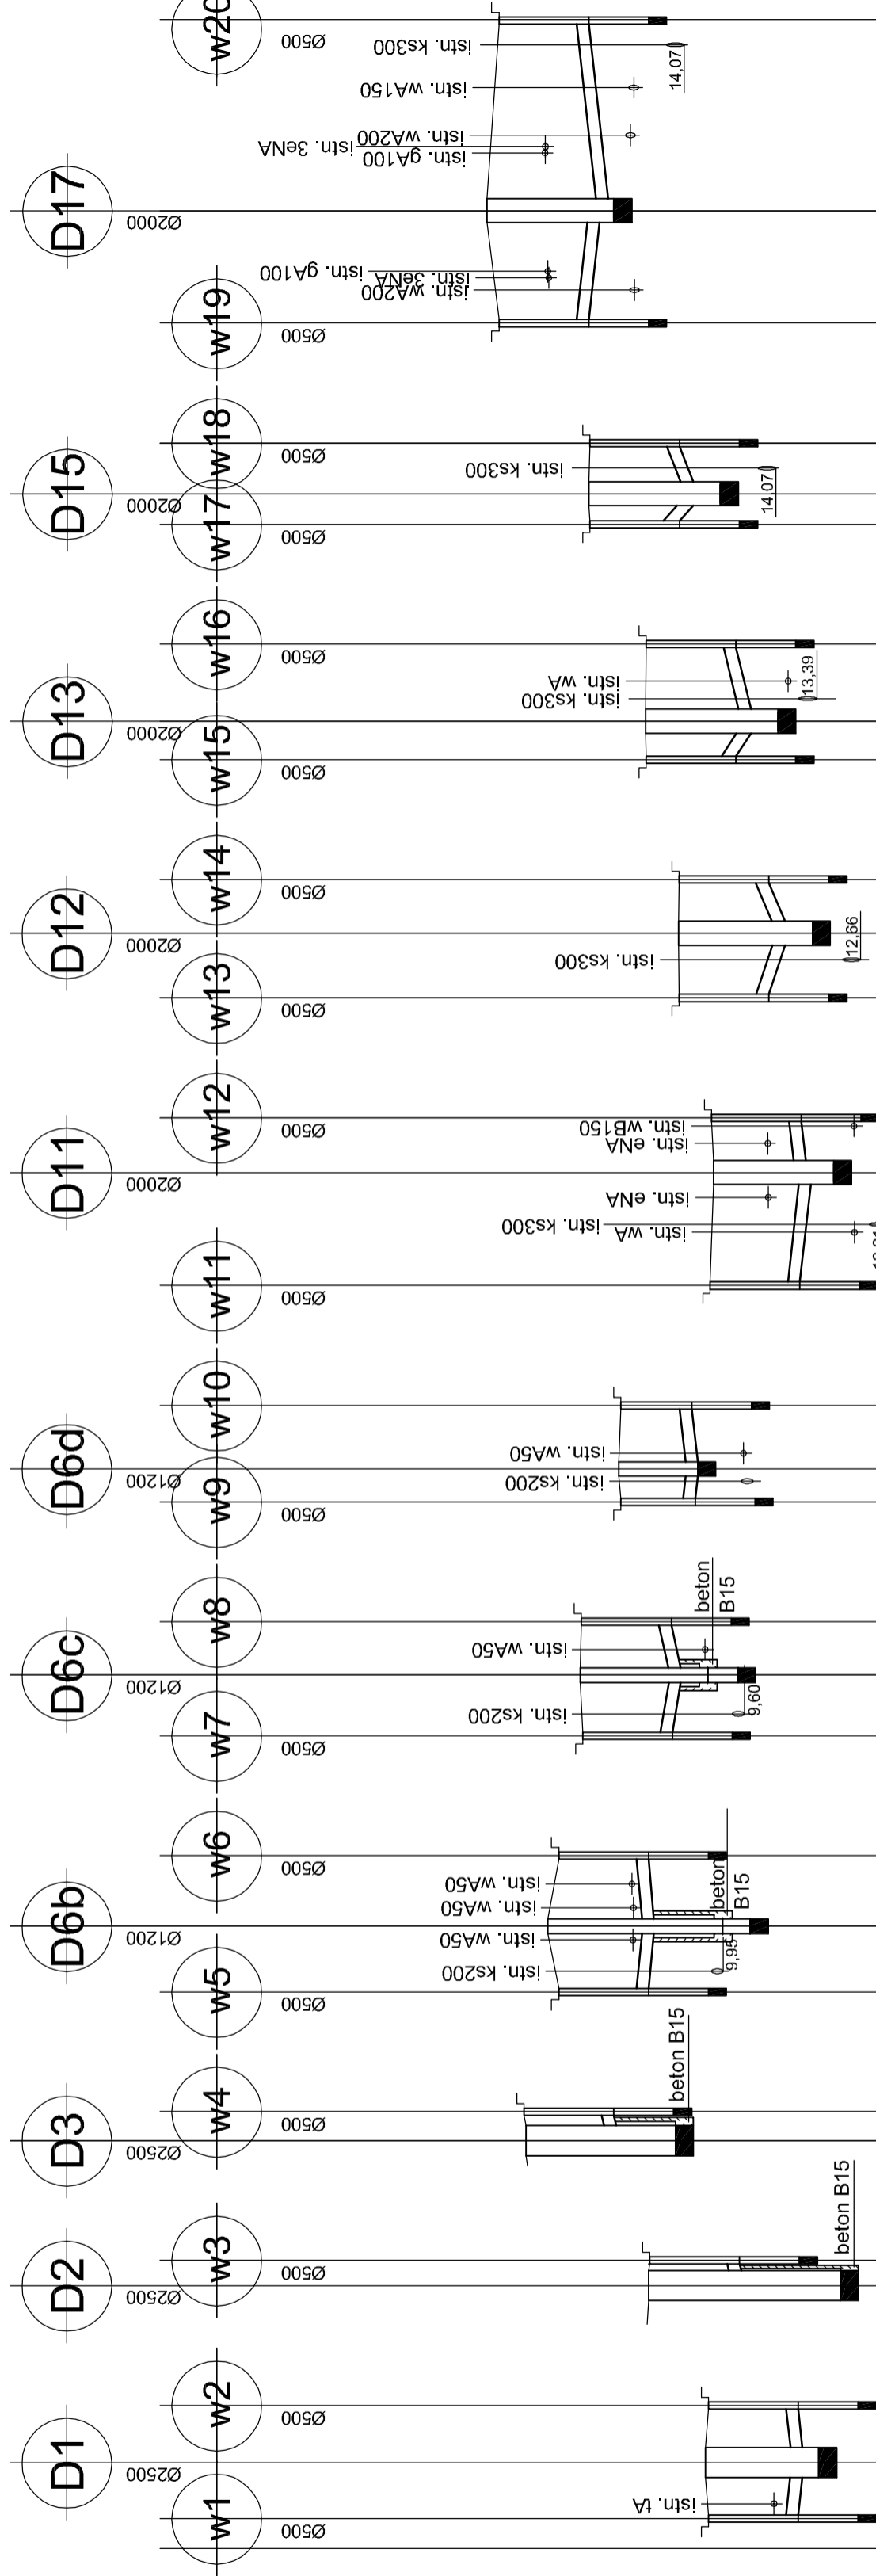 D1
Ø2500
w1
Ø500
w2
Ø500
istn. tA
D2
Ø2500
w3
Ø500
beton B15
D3
Ø2500
w4
Ø500
beton B15
D6b
Ø1200
w5
Ø500
w6
Ø500
istn. ks200
istn. wA50
istn. wA50
istn. wA50
9,95
beton
B15
D6c
Ø1200
w7
Ø500
w8
Ø500
istn. ks200
istn. wA50
9,60
beton
B15
D6d
Ø1200
w9
Ø500
w10
Ø500
istn. ks200
istn. wA50
D11
Ø2000
w11
Ø500
w12
Ø500
istn. wA
istn. ks300
istn. eNA
istn. eNA
istn. wB150
D12
Ø2000
w13
Ø500
w14
Ø500
istn. ks300
12,66
D13
Ø2000
w15
Ø500
w16
Ø500
istn. ks300
istn. wA
13,39
D15
Ø2000
w17
Ø500
w18
Ø500
istn. ks300
14,07
D17
Ø2000
w19
Ø500
w20
Ø500
istn. wA200
istn. 3eNA
istn. gA100
istn. gA100
istn. 3eNA
istn. wA200
istn. wA150
istn. ks300
14,07